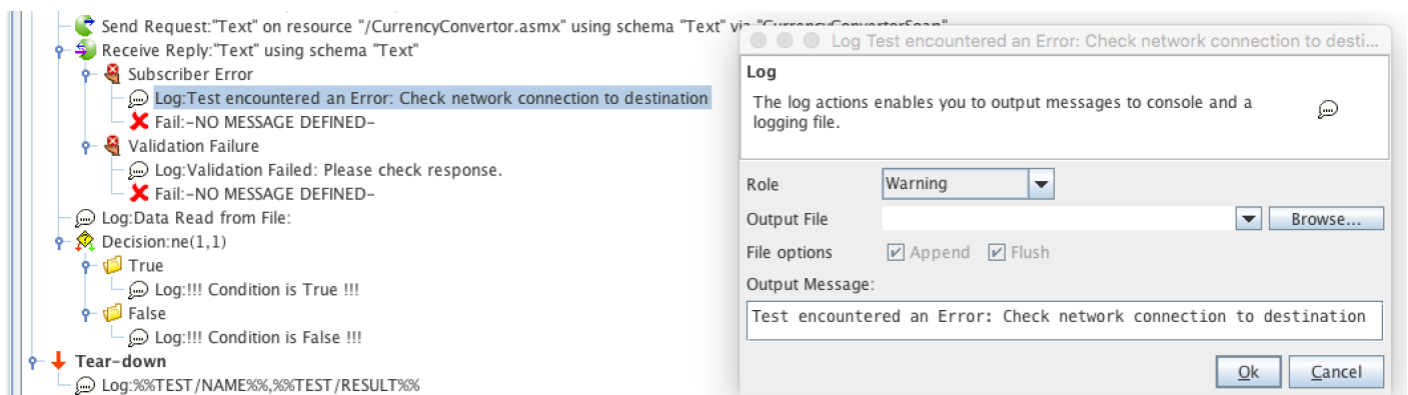 Send Request:"Text" on resource "/CurrencyConvertor.asmx" using schema "Text" via "CurrencyConvertorSoap"
Receive Reply:"Text" using schema "Text"
Subscriber Error
Log:Test encountered an Error: Check network connection to destination
Fail:-NO MESSAGE DEFINED-
Validation Failure
Log:Validation Failed: Please check response.
Fail:-NO MESSAGE DEFINED-
Log:Data Read from File:
Decision:ne(1,1)
True
Log:!!! Condition is True !!!
False
Log:!!! Condition is False !!!
Tear-down
Log:%%TEST/NAME%%,%%TEST/RESULT%%
Log Test encountered an Error: Check network connection to desti...
Log
The log actions enables you to output messages to console and a
logging file.
Role Warning
Output File Browse...
File options Append Flush
Output Message:
Test encountered an Error: Check network connection to destination
Ok Cancel